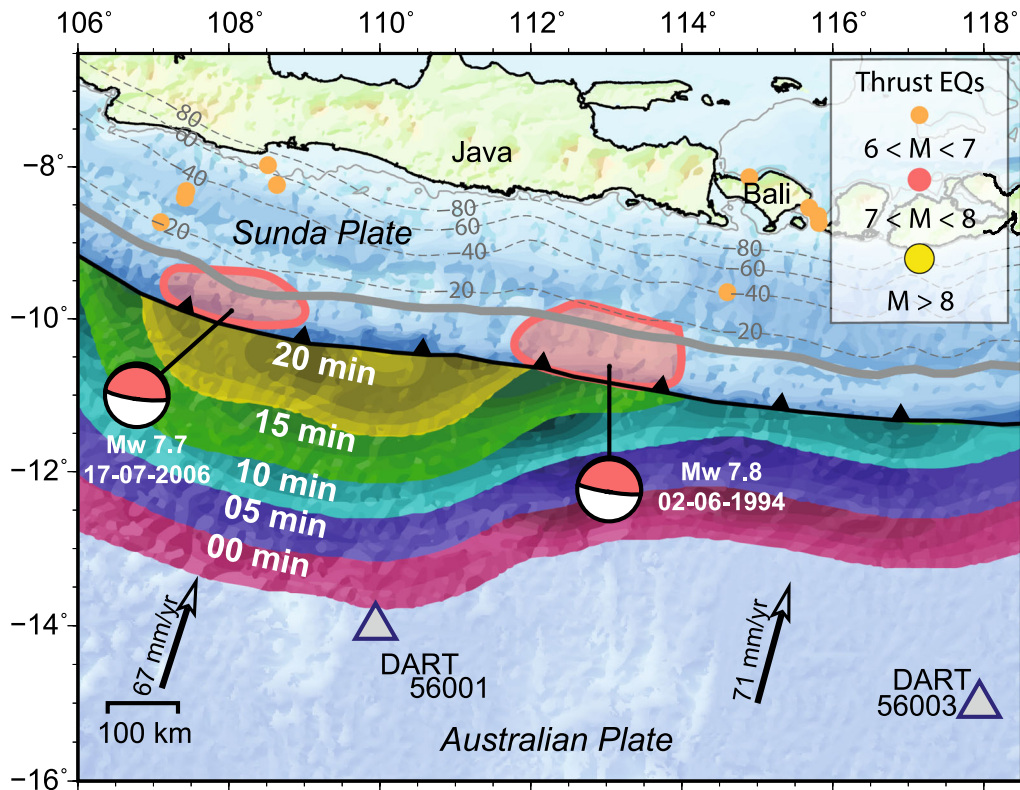 106° 108° 110° 112° 114° 116° 118°
Thrust EQs
6 < M < 7
7 < M < 8
M > 8
−8°
−10°
−12°
−14°
−16°
80
60
40
20
Java
Bali
Sunda Plate
80
60
40
20
80
60
40
20
20 min
15 min
10 min
05 min
00 min
Mw 7.7
17-07-2006
Mw 7.8
02-06-1994
67 mm/yr
71 mm/yr
DART
56001
DART
56003
100 km
Australian Plate